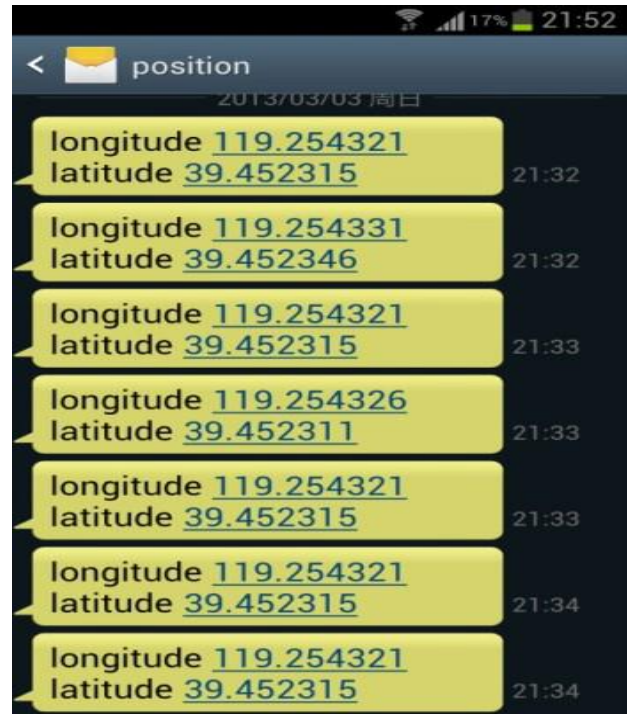 17% 21:52
< position
2013/03/03 周日
longitude 119.254321
latitude 39.452315
21:32
longitude 119.254331
latitude 39.452346
21:32
longitude 119.254321
latitude 39.452315
21:33
longitude 119.254326
latitude 39.452311
21:33
longitude 119.254321
latitude 39.452315
21:33
longitude 119.254321
latitude 39.452315
21:34
longitude 119.254321
latitude 39.452315
21:34